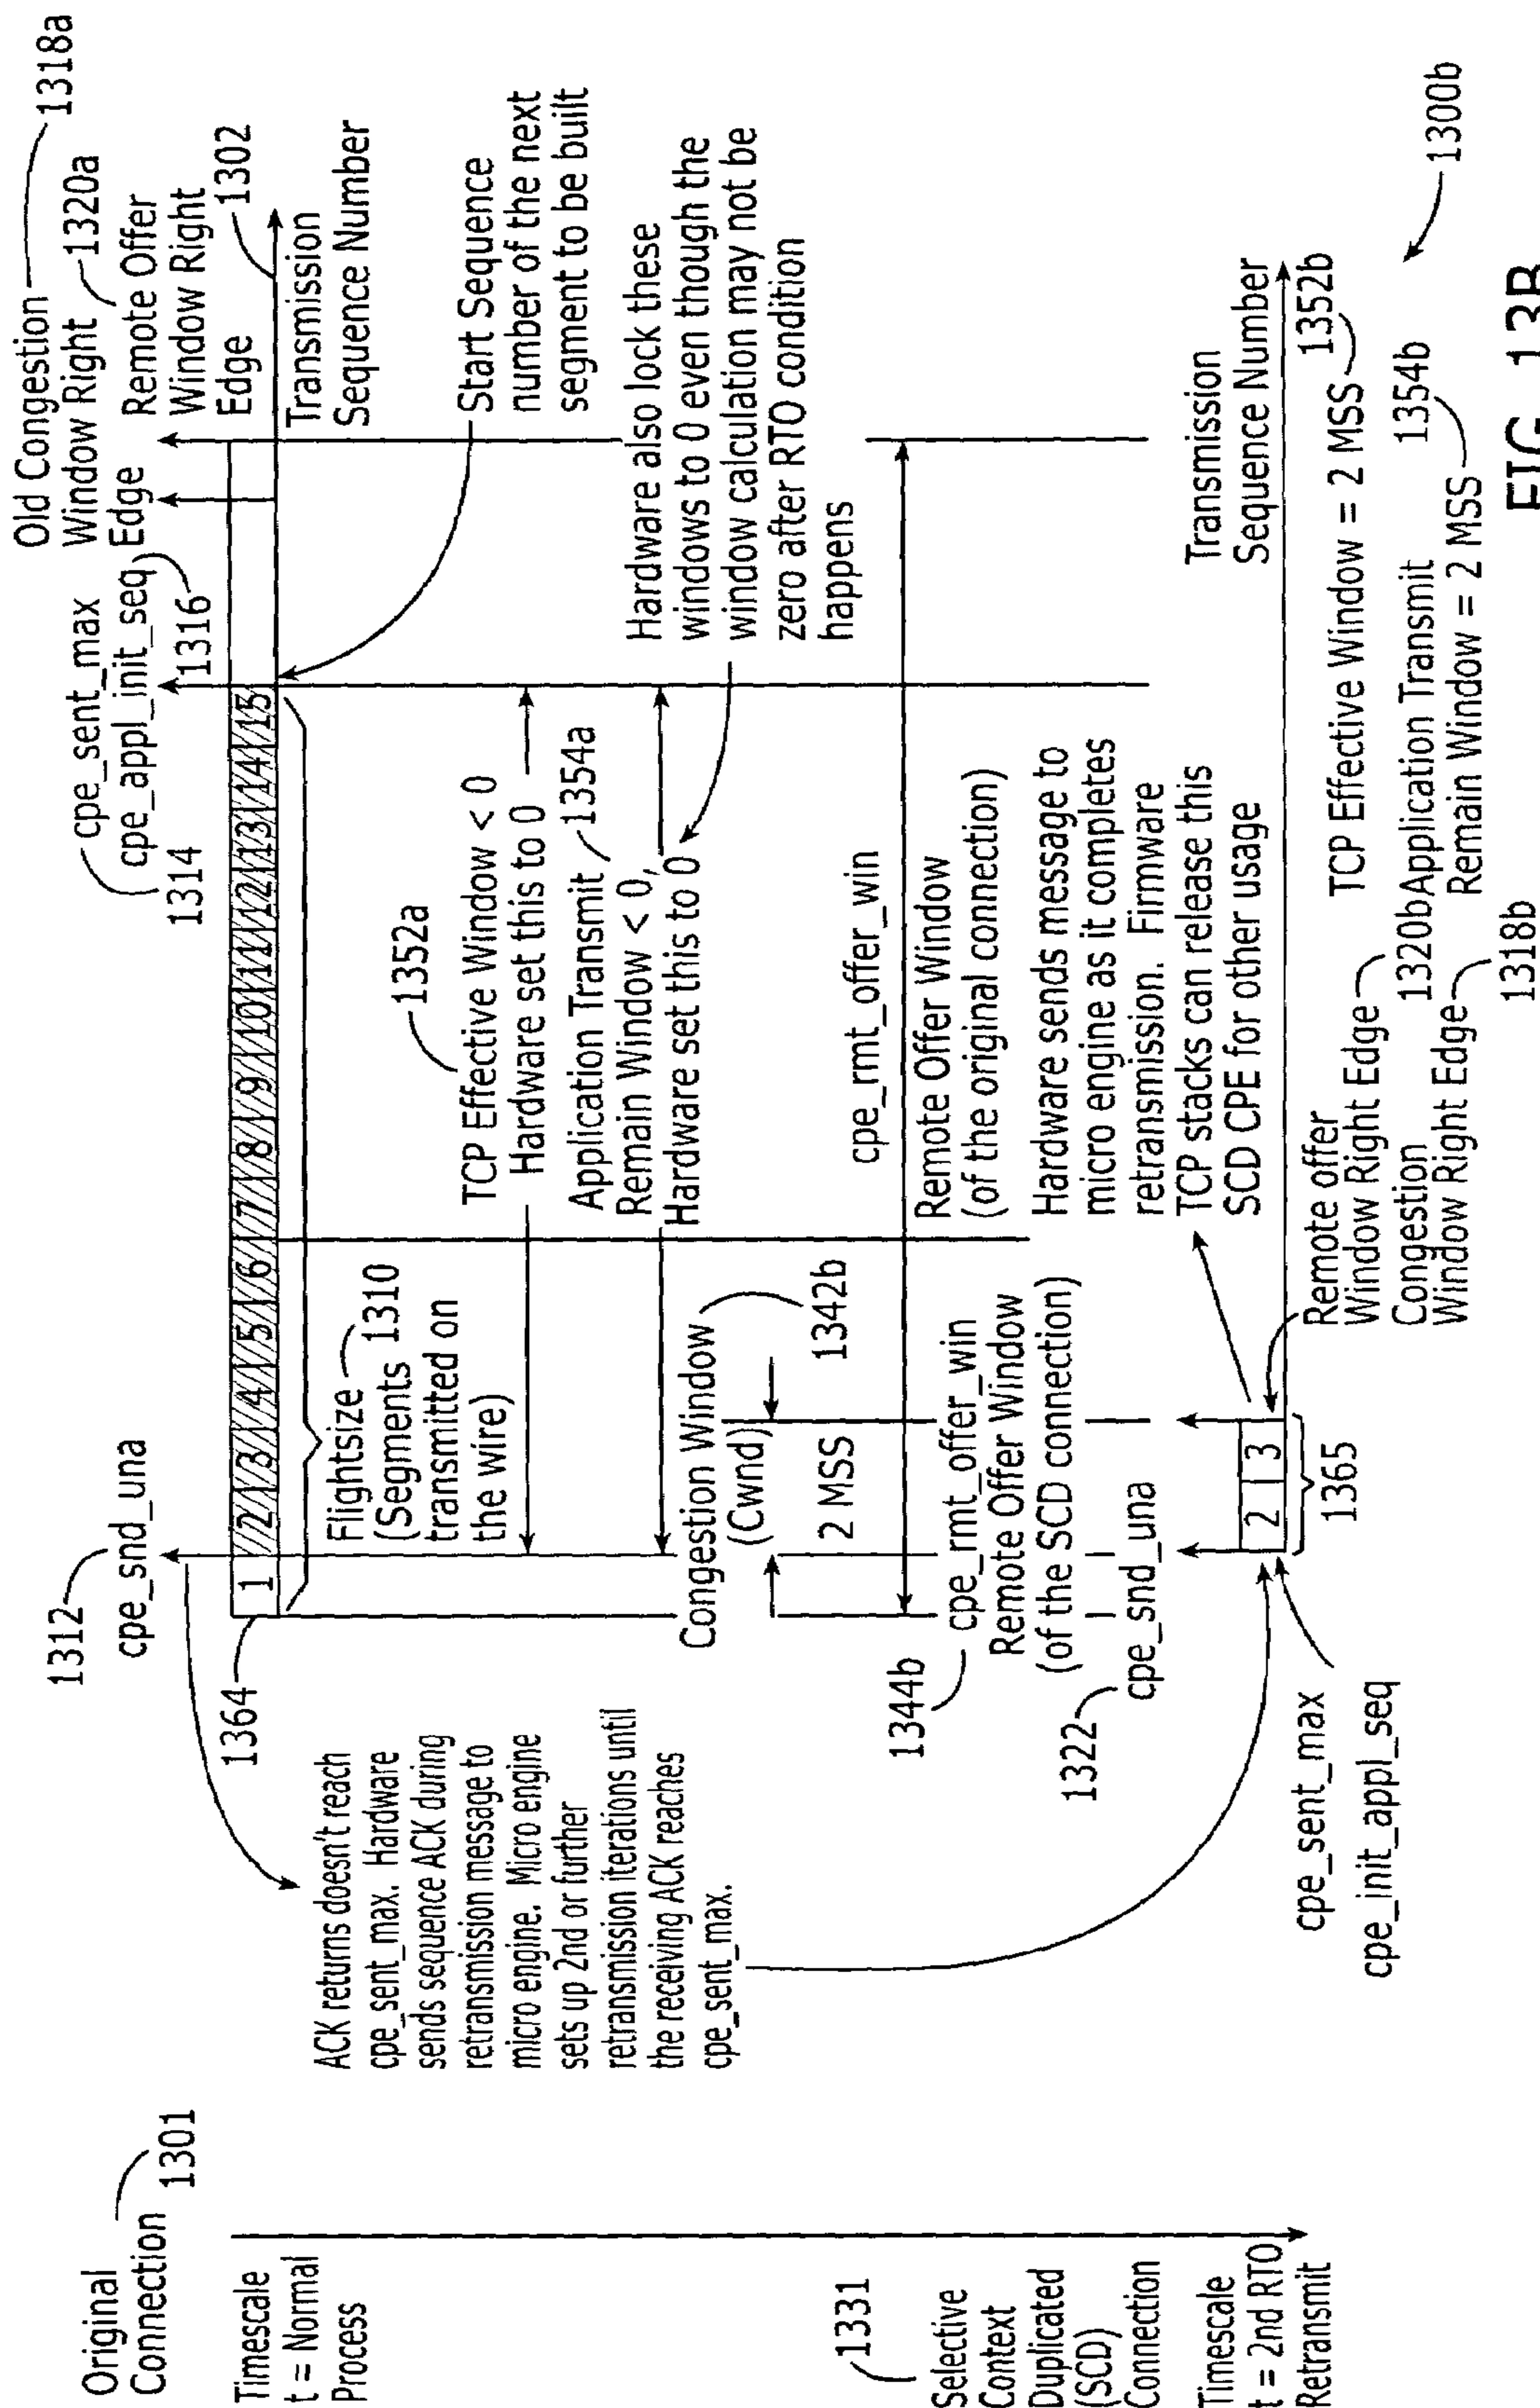 Original
Connection
1301
Timescale
t = Normal
Process
1331
Selective
Context
Duplicated
(SCD)
Connection
Timescale
t = 2nd RTO
Retransmit
1312
cpe_snd_una
1364
1
2
3
4
5
6
7
8
9
10
11
12
13
14
15
cpe_sent_max
cpe_appl_init_seq
1314
1316
Old Congestion
Window Right
Edge
1318a
1320a
Remote Offer
Window Right
Edge
1302
Transmission
Sequence Number
Start Sequence
number of the next
segment to be built
Flightsize
1310
(Segments
transmitted on
the wire)
1352a
TCP Effective Window < 0
Hardware set this to 0
Application Transmit
1354a
Remain Window < 0,
Hardware set this to 0
Hardware also lock these
windows to 0 even though the
window calculation may not be
zero after RTO condition
happens
ACK returns doesn't reach
cpe_sent_max. Hardware
sends sequence ACK during
retransmission message to
micro engine. Micro engine
sets up 2nd or further
retransmission iterations until
the receiving ACK reaches
cpe_sent_max.
Congestion Window
(Cwnd)
2 MSS
1342b
cpe_rmt_offer_win
Remote Offer Window
(of the original connection)
1344b
cpe_rmt_offer_win
Remote Offer Window
(of the SCD connection)
1322
cpe_snd_una
Hardware sends message to
micro engine as it completes
retransmission. Firmware
TCP stacks can release this
SCD CPE for other usage
Transmission
Sequence Number
2
3
1365
cpe_sent_max
cpe_init_appl_seq
Remote offer
Window Right Edge
1320b
Congestion
Window Right Edge
1318b
TCP Effective Window = 2 MSS
1352b
Application Transmit
Remain Window = 2 MSS
1354b
1300b
FIG. 13B